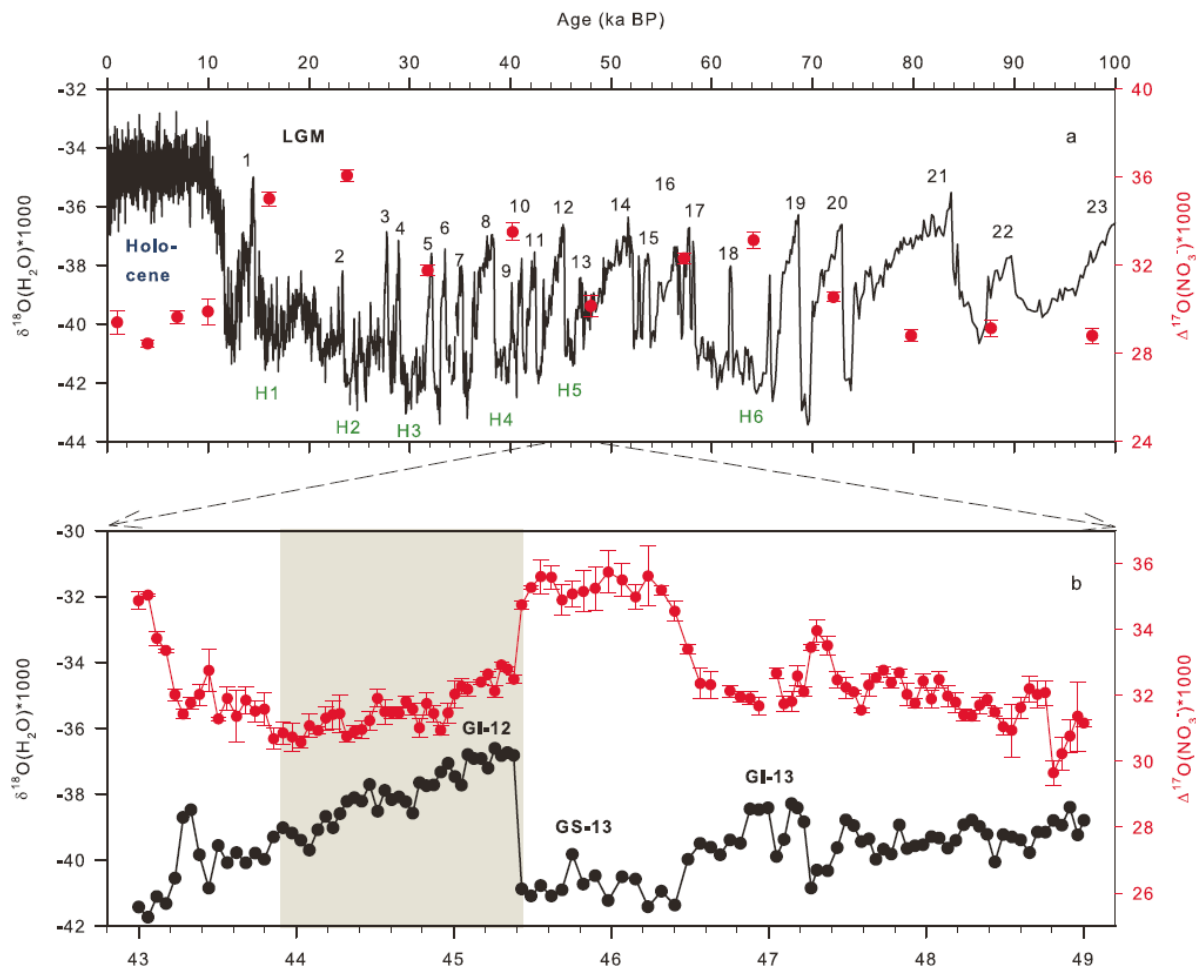 Age (ka BP)
0 10 20 30 40 50 60 70 80 90 100
-32
-34
-36
-38
-40
-42
-44
δ¹⁸O(H₂O)*1000
40
36
32
28
24
Δ¹⁷O(NO₃⁻)*1000
LGM
a
Holo-
cene
1 2 3 4 5 6 7 8 9 10 11 12 13 14 15 16 17 18 19 20 21 22 23
H1 H2 H3 H4 H5 H6
-30
-32
-34
-36
-38
-40
-42
δ¹⁸O(H₂O)*1000
36
34
32
30
28
26
Δ¹⁷O(NO₃⁻)*1000
b
GI-12
GS-13
GI-13
43 44 45 46 47 48 49